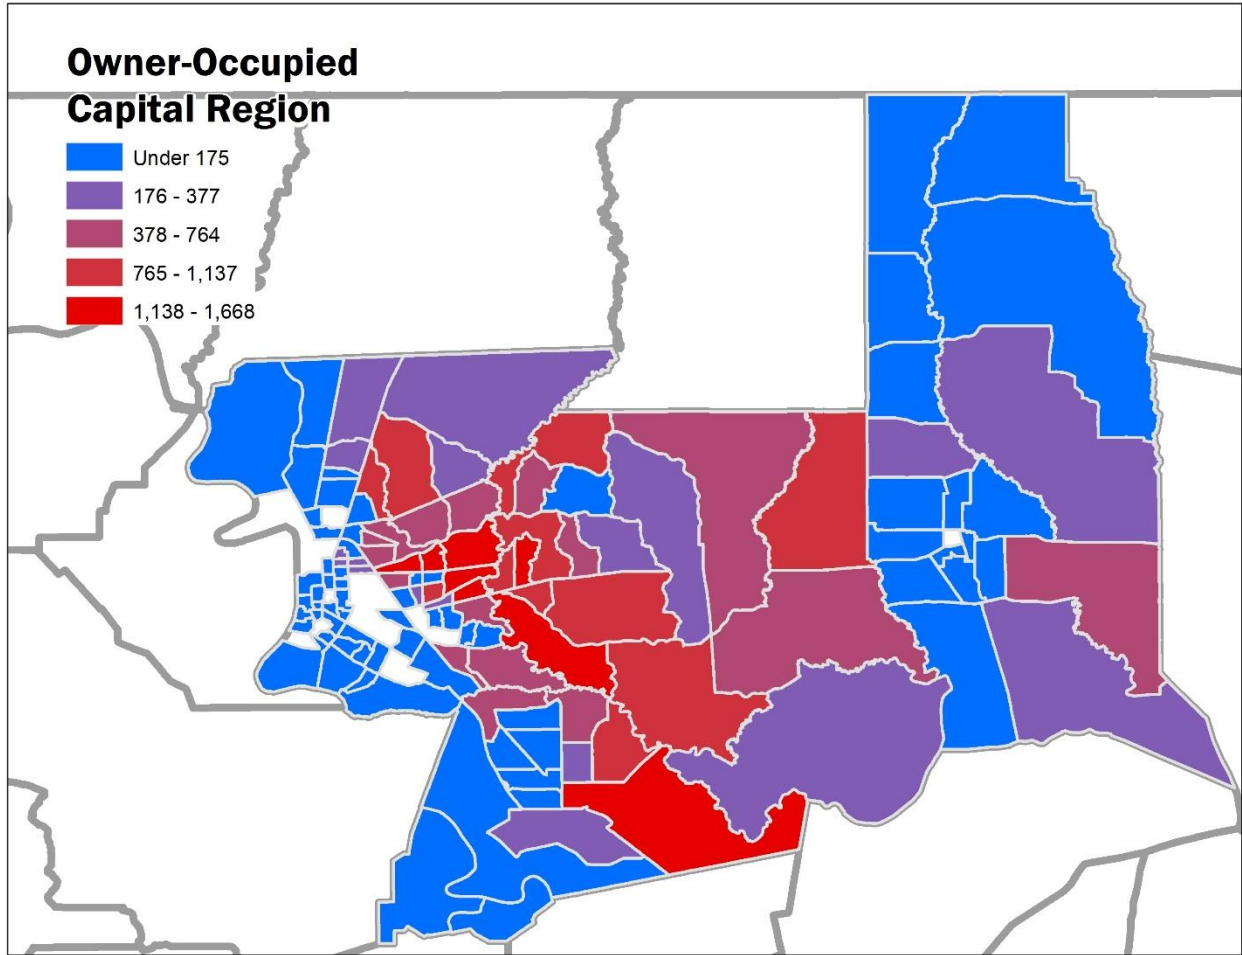 Owner-Occupied
Capital Region
Under 175
176 - 377
378 - 764
765 - 1,137
1,138 - 1,668